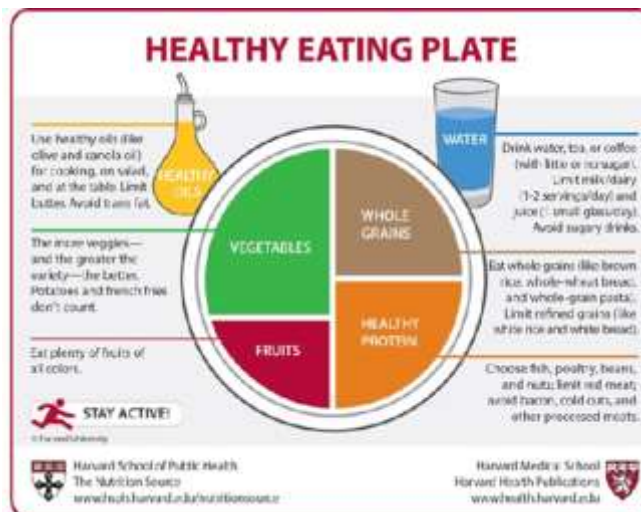 HEALTHY EATING PLATE
Use healthy oils (like
olive and canola oil)
for cooking, on salad,
and at the table. Limit
butter. Avoid trans fat.
HEALTHY
OILS
The more veggies—
and the greater the
variety—the better.
Potatoes and french fries
don't count.
Eat plenty of fruits of
all colors.
STAY ACTIVE!
© Harvard University
VEGETABLES
FRUITS
WHOLE
GRAINS
HEALTHY
PROTEIN
WATER
Drink water, tea, or coffee
(with little or no sugar).
Limit milk/dairy
(1-2 servings/day) and
juice (1 small glass/day).
Avoid sugary drinks.
Eat whole grains (like brown
rice, whole-wheat bread,
and whole-grain pasta).
Limit refined grains (like
white rice and white bread).
Choose fish, poultry, beans,
and nuts; limit red meat;
avoid bacon, cold cuts, and
other processed meats.
Harvard School of Public Health
The Nutrition Source
www.hsph.harvard.edu/nutritionsource
Harvard Medical School
Harvard Health Publications
www.health.harvard.edu